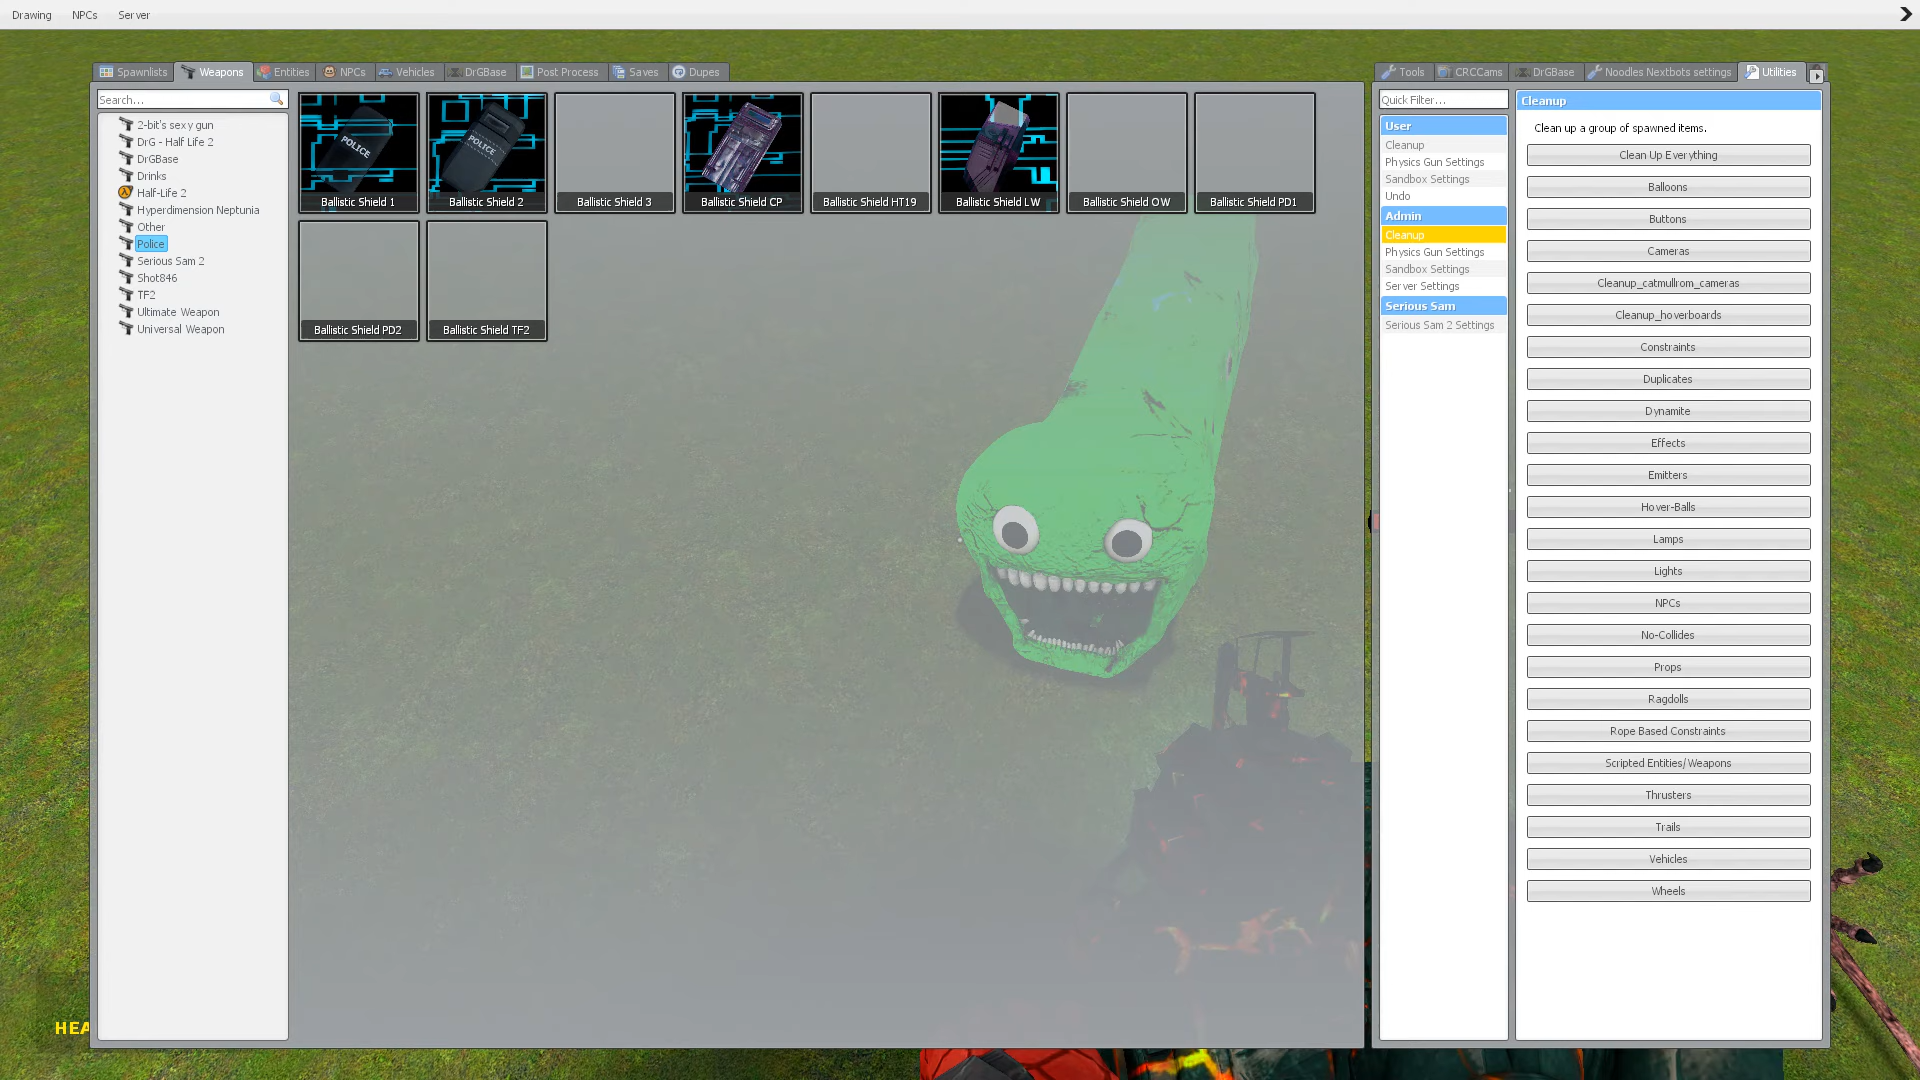 Drawing NPCs Server
Spawnlists Weapons Entities NPCs Vehicles DrGBase Post Process Saves Dupes
Search...
2-bit's sexy gun
DrG - Half Life 2
DrGBase
Drinks
Half-Life 2
Hyperdimension Neptunia
Other
Police
Serious Sam 2
Shot846
TF2
Ultimate Weapon
Universal Weapon
POLICE
POLICE
Ballistic Shield 1
Ballistic Shield 2
Ballistic Shield 3
Ballistic Shield CP
Ballistic Shield HT19
Ballistic Shield LW
Ballistic Shield OW
Ballistic Shield PD1
Ballistic Shield PD2
Ballistic Shield TF2
HEA
Tools CRCCams DrGBase Noodles Nextbots settings Utilities
Quick Filter...
User
Cleanup
Physics Gun Settings
Sandbox Settings
Undo
Admin
Cleanup
Physics Gun Settings
Sandbox Settings
Server Settings
Serious Sam
Serious Sam 2 Settings
Cleanup
Clean up a group of spawned items.
Clean Up Everything
Balloons
Buttons
Cameras
Cleanup_catmullrom_cameras
Cleanup_hoverboards
Constraints
Duplicates
Dynamite
Effects
Emitters
Hover-Balls
Lamps
Lights
NPCs
No-Collides
Props
Ragdolls
Rope Based Constraints
Scripted Entities/Weapons
Thrusters
Trails
Vehicles
Wheels